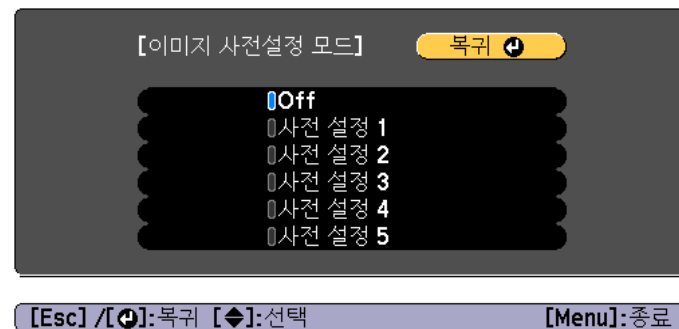 [이미지 사전설정 모드] 복귀
Off
사전 설정 1
사전 설정 2
사전 설정 3
사전 설정 4
사전 설정 5
[Esc] /[⏎]:복귀 [◆]:선택 [Menu]:종료